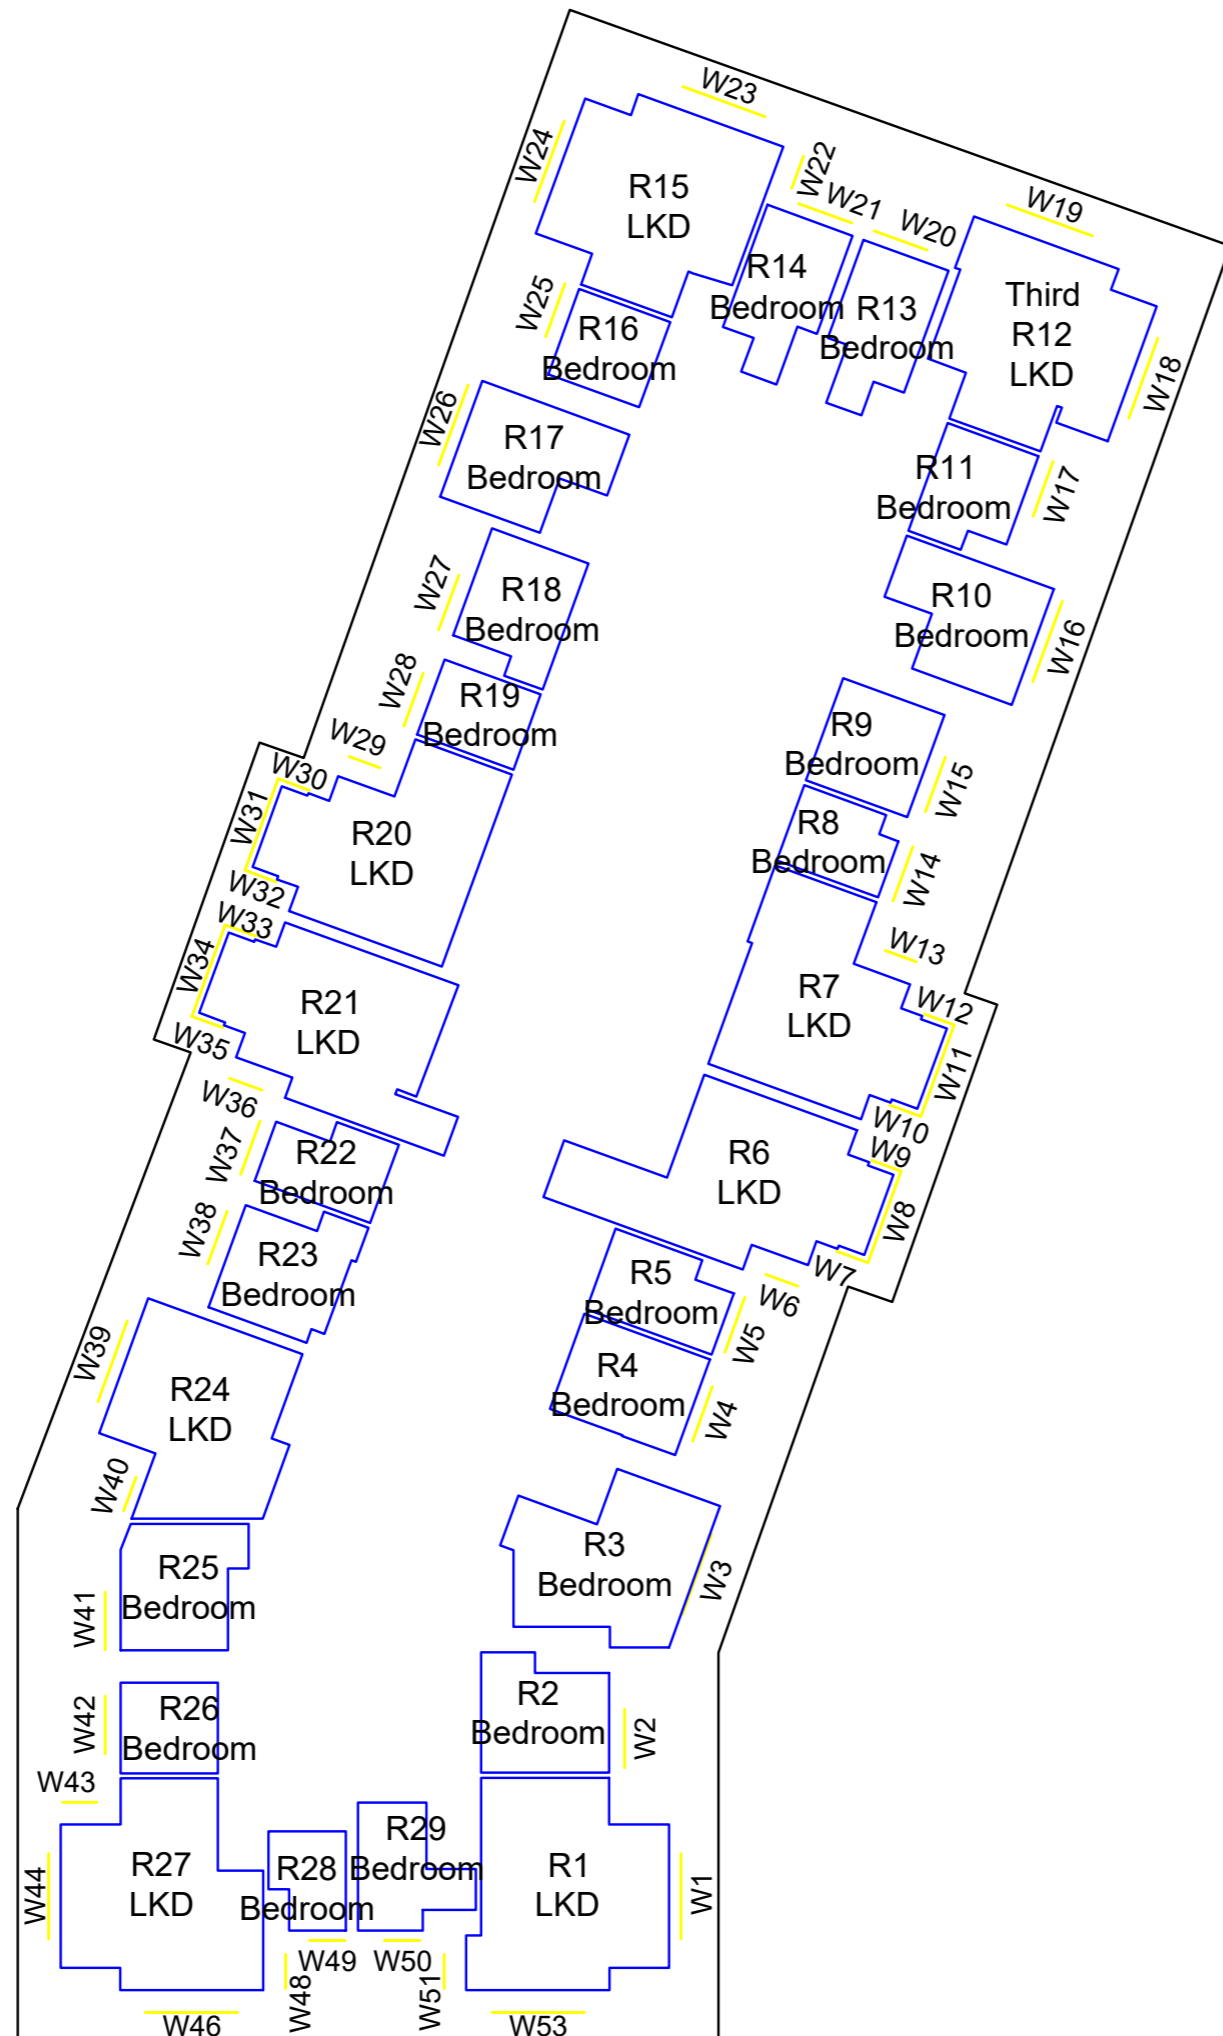 W23
W24
W22
W21
W20
W19
R15
LKD
R14
Bedroom
R13
Bedroom
Third
R12
LKD
W18
W25
R16
Bedroom
W26
R17
Bedroom
R11
Bedroom
W17
W27
R18
Bedroom
R10
Bedroom
W16
W28
R19
Bedroom
W29
R9
Bedroom
W15
W30
W31
R20
LKD
R8
Bedroom
W14
W32
W33
W13
W34
R21
LKD
R7
LKD
W12
W11
W35
W36
W10
W9
W37
R22
Bedroom
R6
LKD
W8
W38
R23
Bedroom
W7
W6
R5
Bedroom
W5
W39
R24
LKD
R4
Bedroom
W4
W40
R25
Bedroom
R3
Bedroom
W3
W41
W42
R26
Bedroom
R2
Bedroom
W2
W43
W44
R27
LKD
R28
Bedroom
R29
Bedroom
R1
LKD
W1
W49
W50
W48
W51
W46
W53